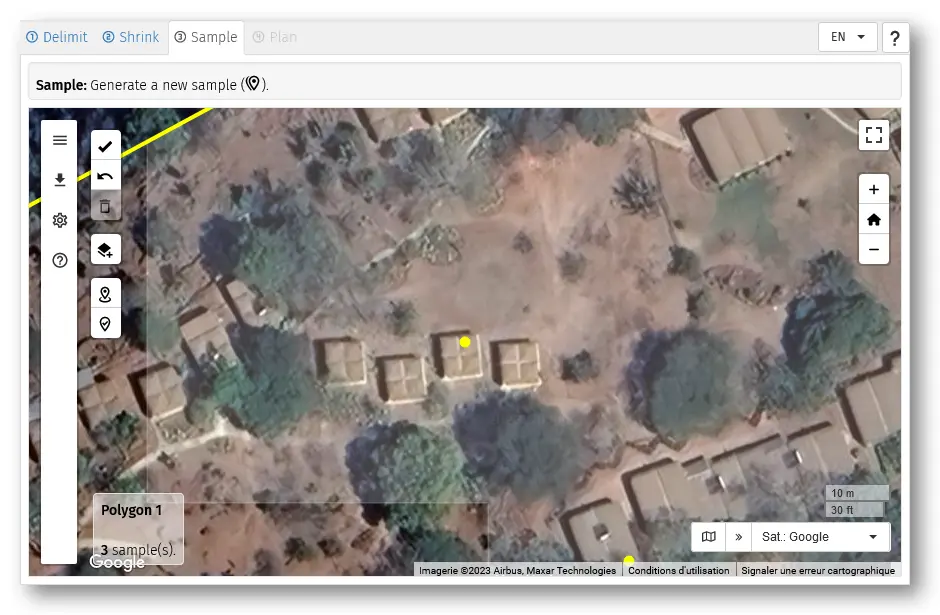 ① Delimit ② Shrink ③ Sample ④ Plan EN ?
Sample: Generate a new sample ( ).
Polygon 1
3 sample(s).
Google
10 m
30 ft
Sat.: Google
Imagerie ©2023 Airbus, Maxar Technologies Conditions d'utilisation Signaler une erreur cartographique